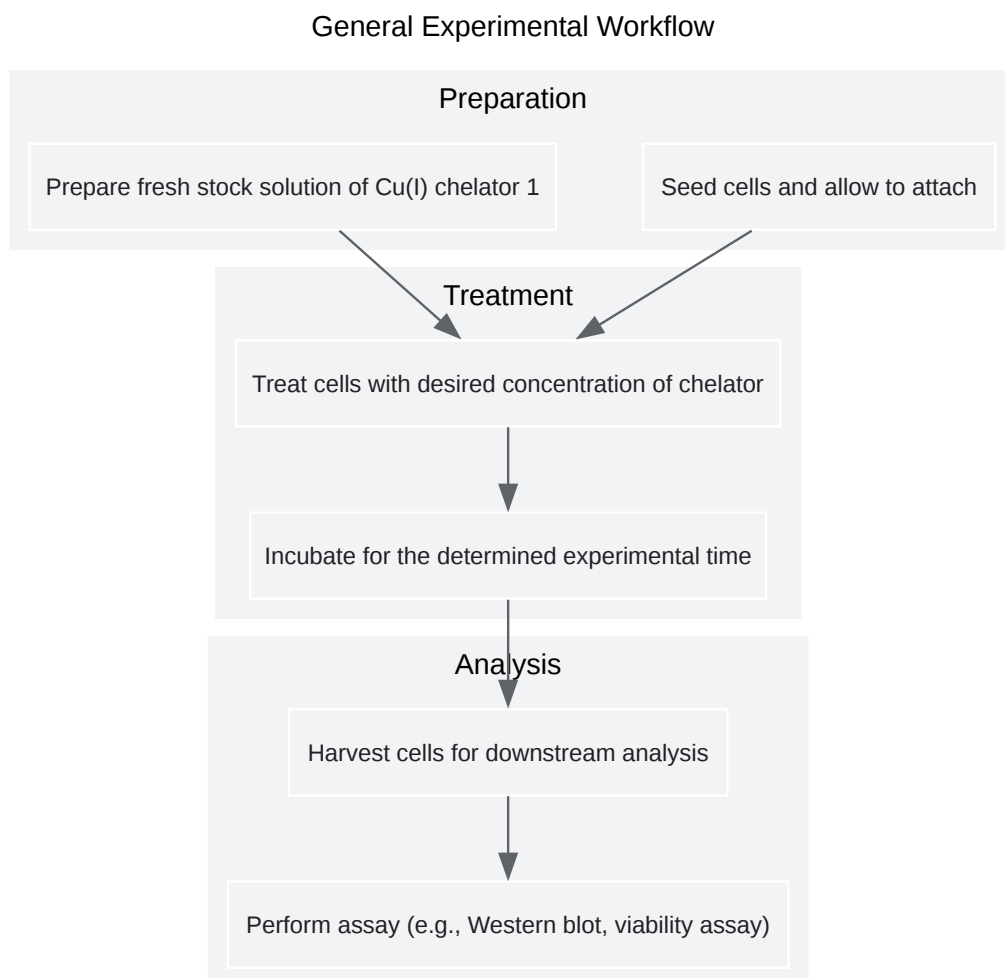 General Experimental Workflow
Preparation
Prepare fresh stock solution of Cu(I) chelator 1
Seed cells and allow to attach
Treatment
Treat cells with desired concentration of chelator
Incubate for the determined experimental time
Analysis
Harvest cells for downstream analysis
Perform assay (e.g., Western blot, viability assay)